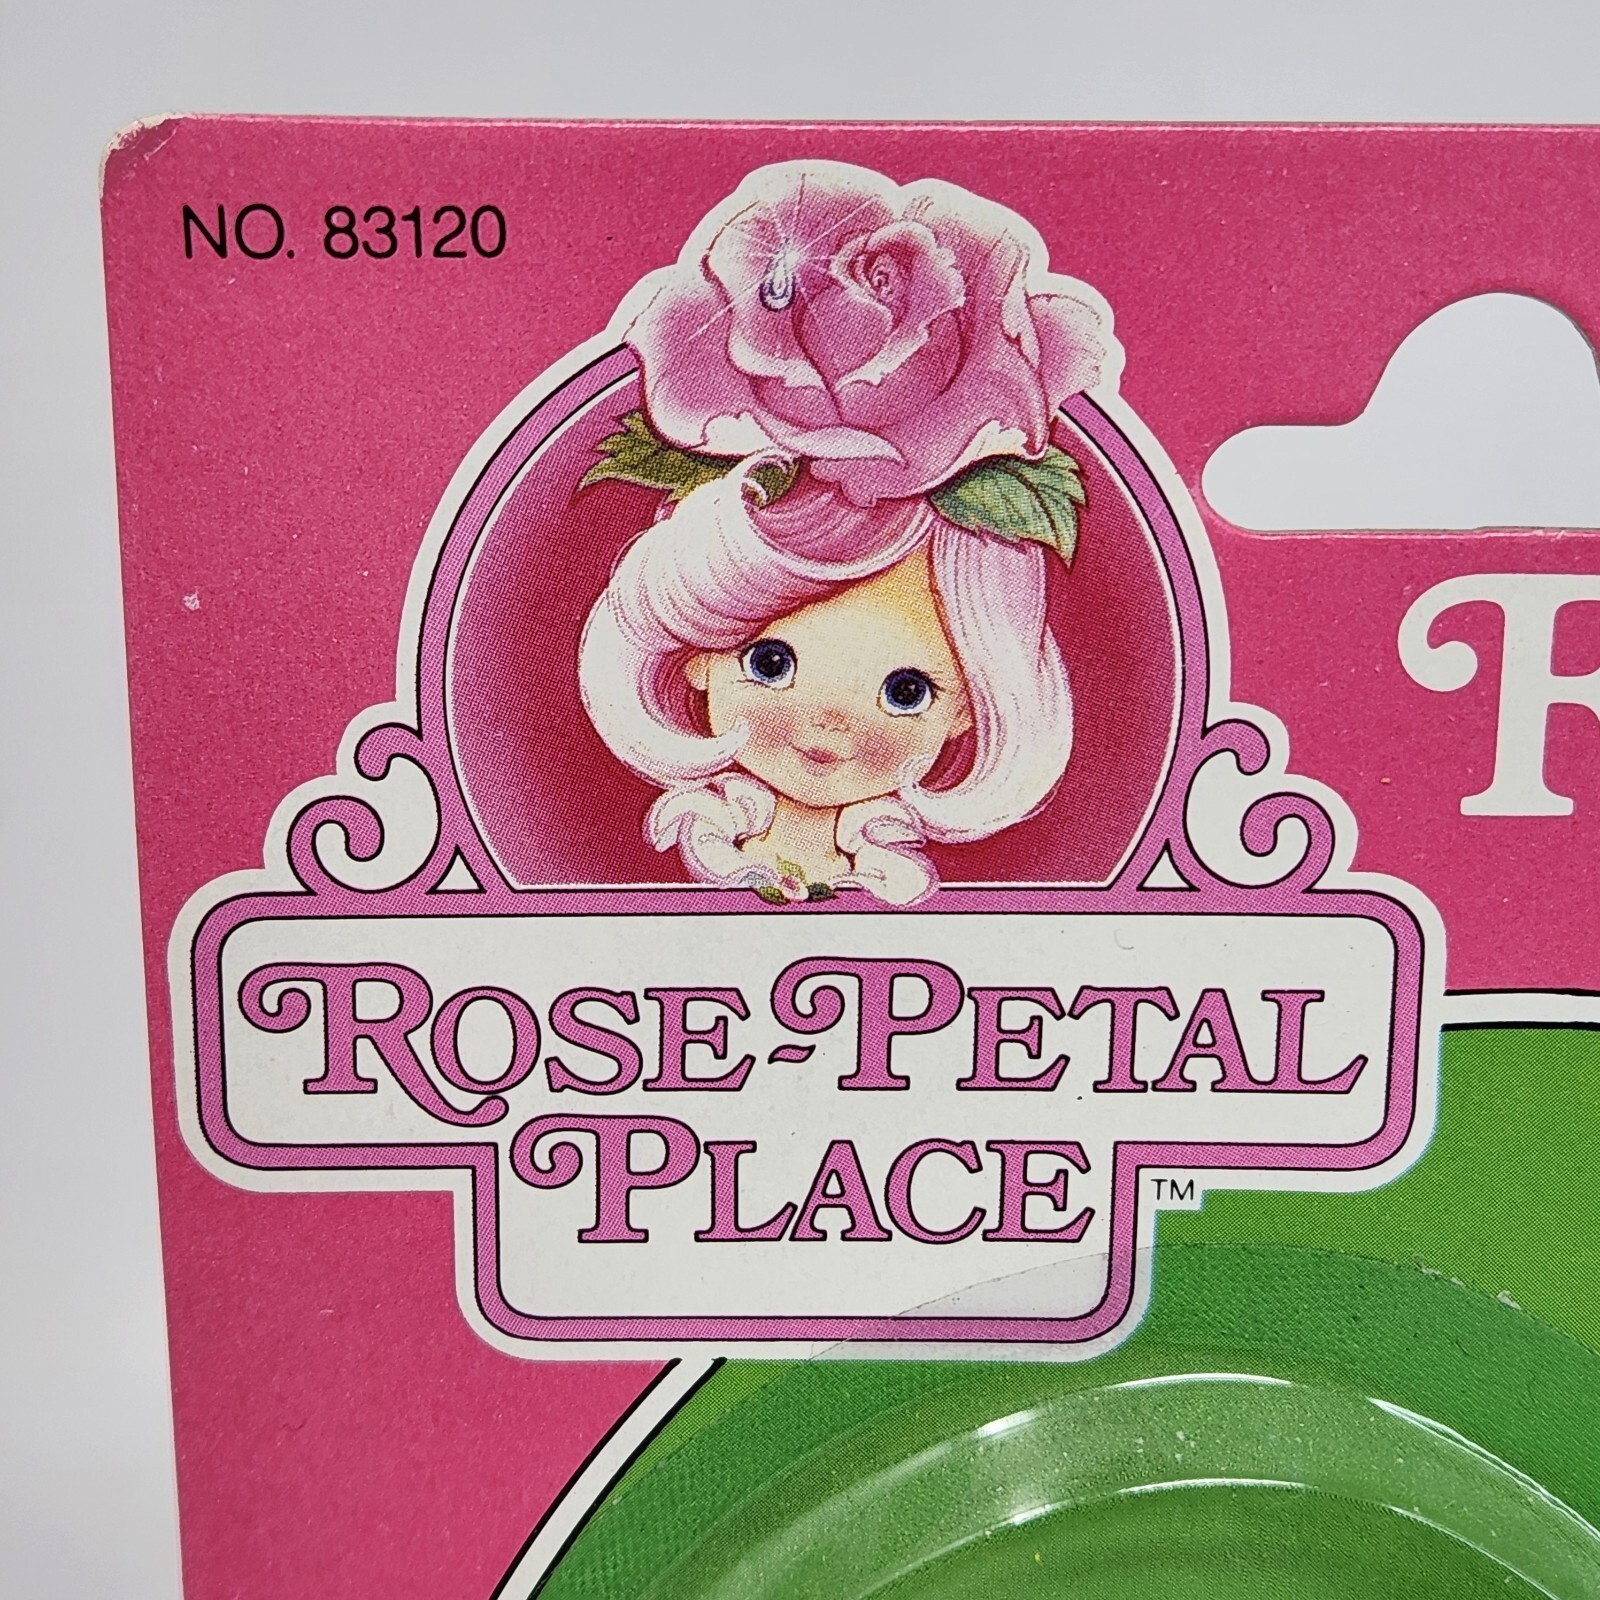 NO. 83120
R
ROSE-PETAL
PLACE
TM